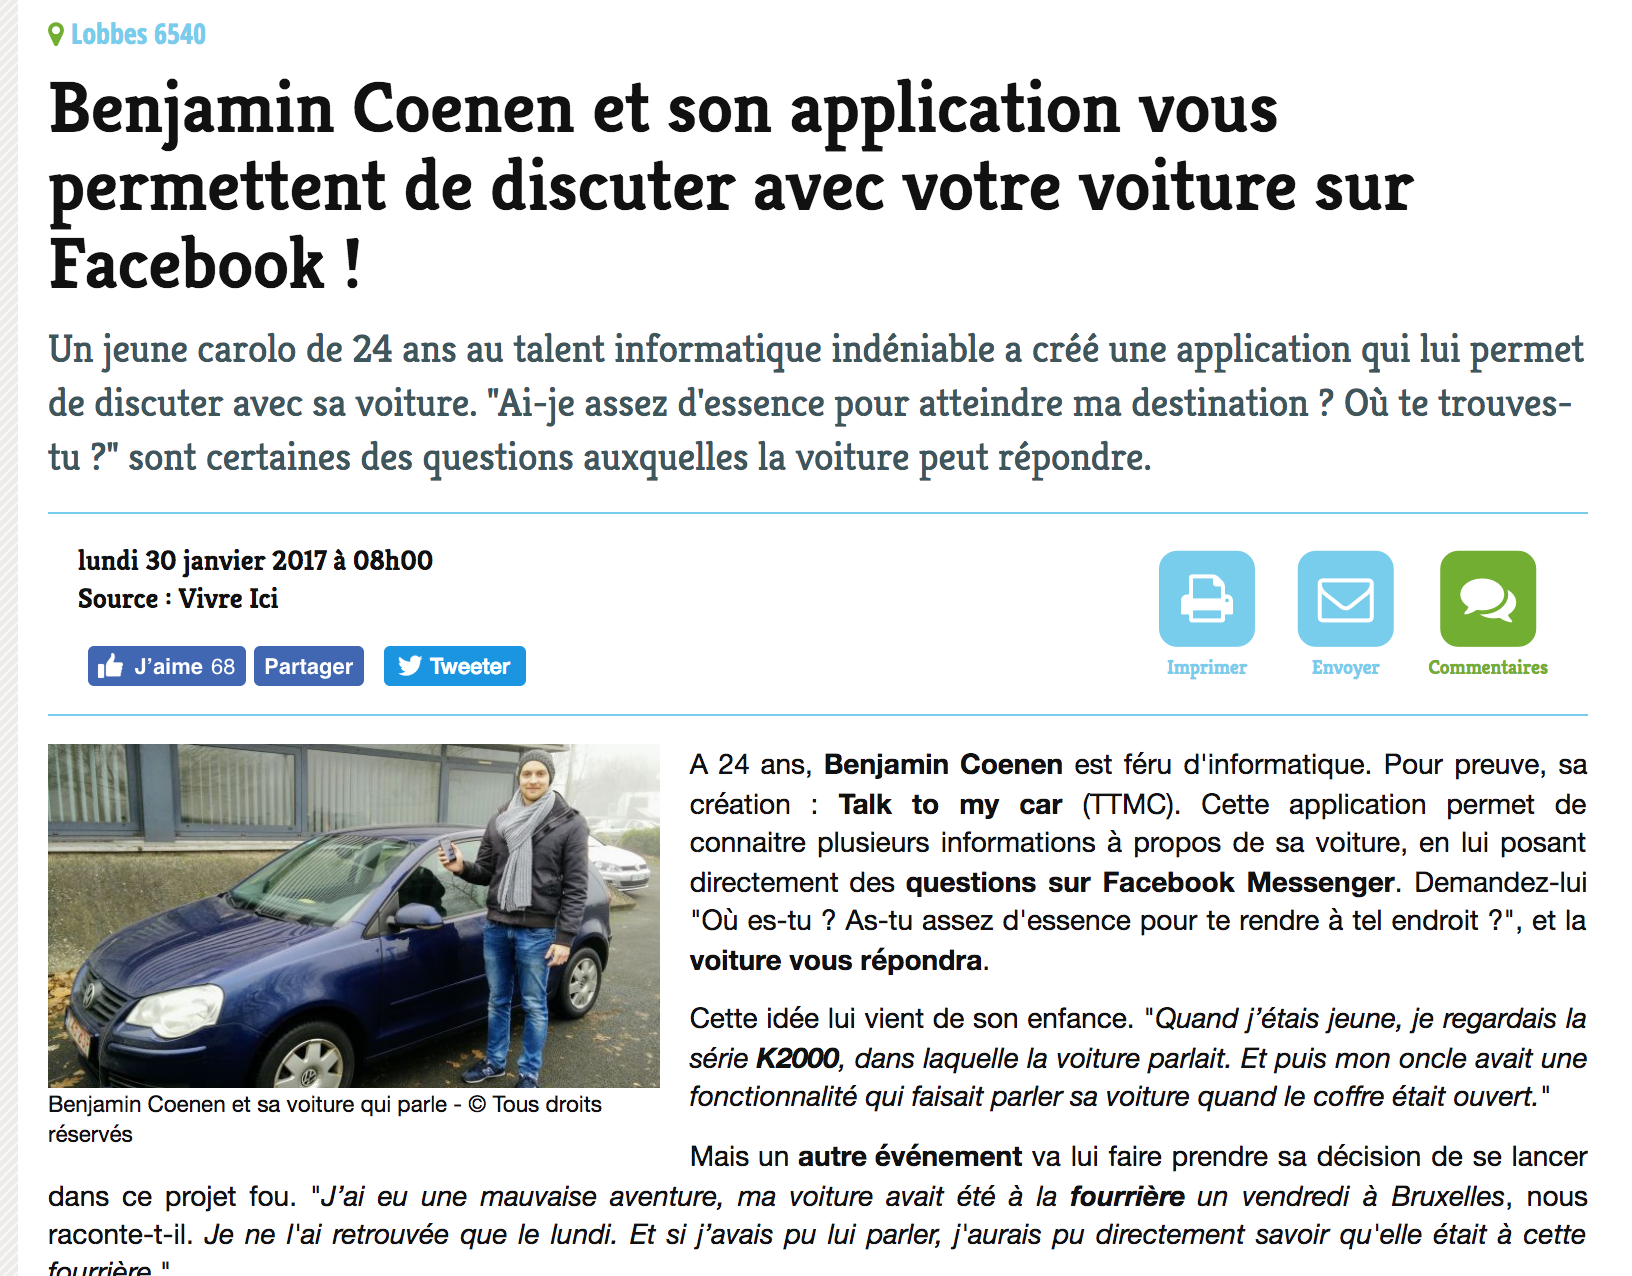 Lobbes 6540
Benjamin Coenen et son application vous
permettent de discuter avec votre voiture sur
Facebook !
Un jeune carolo de 24 ans au talent informatique indéniable a créé une application qui lui permet
de discuter avec sa voiture. "Ai-je assez d'essence pour atteindre ma destination ? Où te trouves-
tu ?" sont certaines des questions auxquelles la voiture peut répondre.
lundi 30 janvier 2017 à 08h00
Source : Vivre Ici
J’aime 68 Partager Tweeter
Imprimer Envoyer Commentaires
Benjamin Coenen et sa voiture qui parle - © Tous droits
réservés
A 24 ans, Benjamin Coenen est féru d'informatique. Pour preuve, sa
création : Talk to my car (TTMC). Cette application permet de
connaitre plusieurs informations à propos de sa voiture, en lui posant
directement des questions sur Facebook Messenger. Demandez-lui
"Où es-tu ? As-tu assez d'essence pour te rendre à tel endroit ?", et la
voiture vous répondra.
Cette idée lui vient de son enfance. "Quand j’étais jeune, je regardais la
série K2000, dans laquelle la voiture parlait. Et puis mon oncle avait une
fonctionnalité qui faisait parler sa voiture quand le coffre était ouvert."
Mais un autre événement va lui faire prendre sa décision de se lancer
dans ce projet fou. "J’ai eu une mauvaise aventure, ma voiture avait été à la fourrière un vendredi à Bruxelles, nous
raconte-t-il. Je ne l'ai retrouvée que le lundi. Et si j’avais pu lui parler, j'aurais pu directement savoir qu'elle était à cette
fourrière."